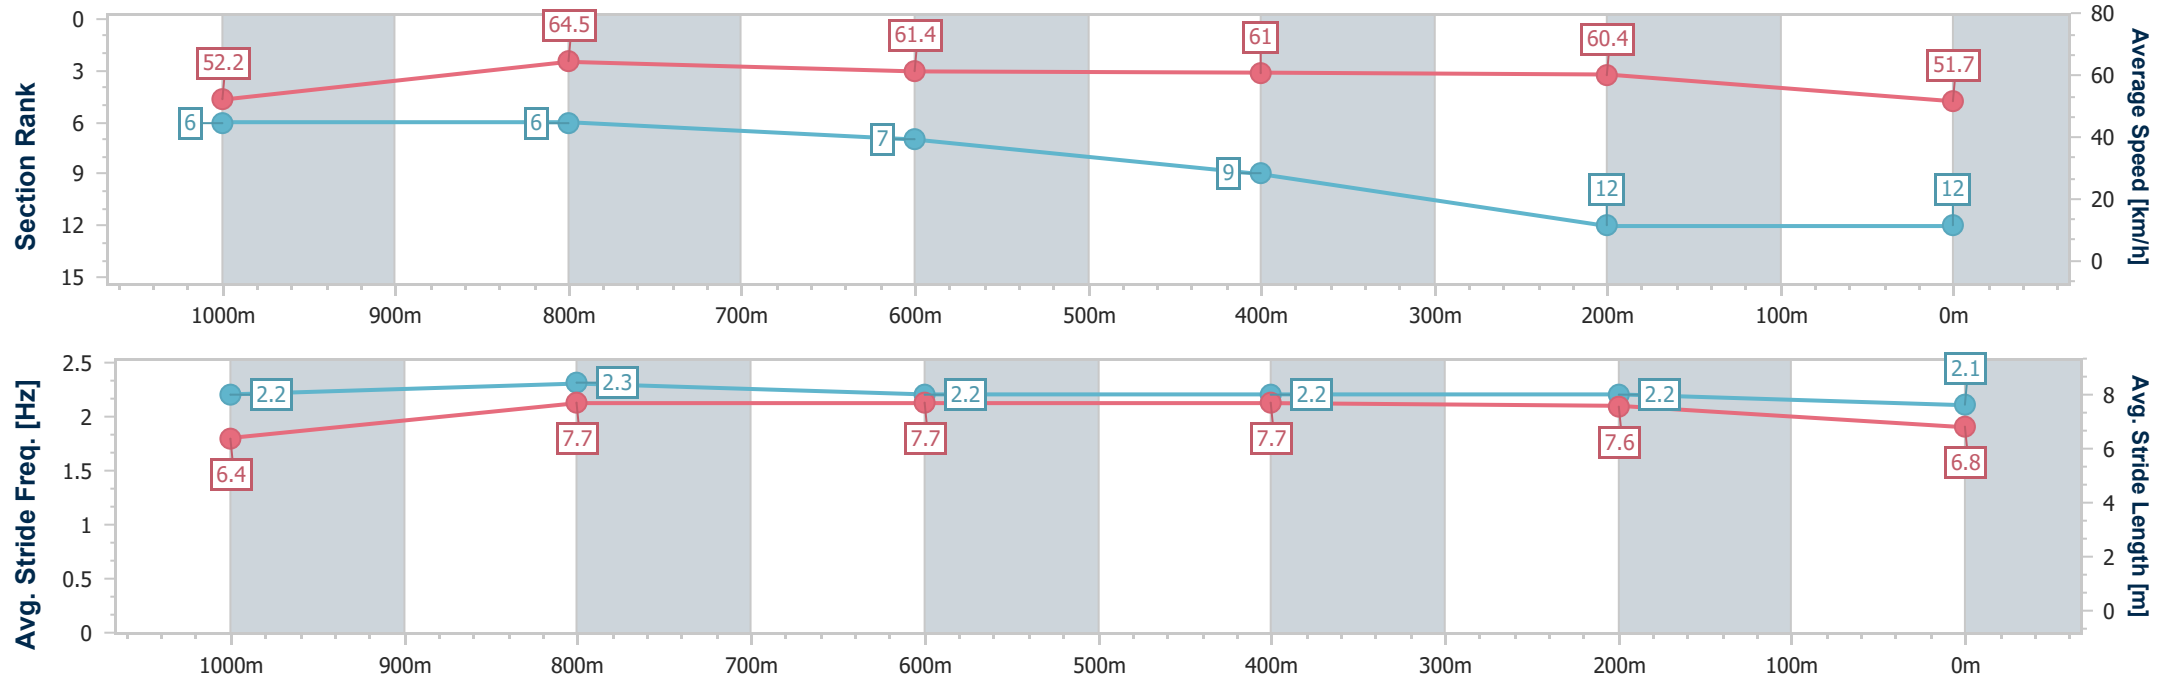 Section Rank
0
3
6
9
12
15
52.2
64.5
61.4
61
60.4
51.7
6
6
7
9
12
12
80
60
40
20
0
Average Speed [km/h]
1000m
900m
800m
700m
600m
500m
400m
300m
200m
100m
0m
Avg. Stride Freq. [Hz]
2.5
2
1.5
1
0.5
0
2.2
2.3
2.2
2.2
2.2
2.1
6.4
7.7
7.7
7.7
7.6
6.8
8
6
4
2
0
Avg. Stride Length [m]
1000m
900m
800m
700m
600m
500m
400m
300m
200m
100m
0m